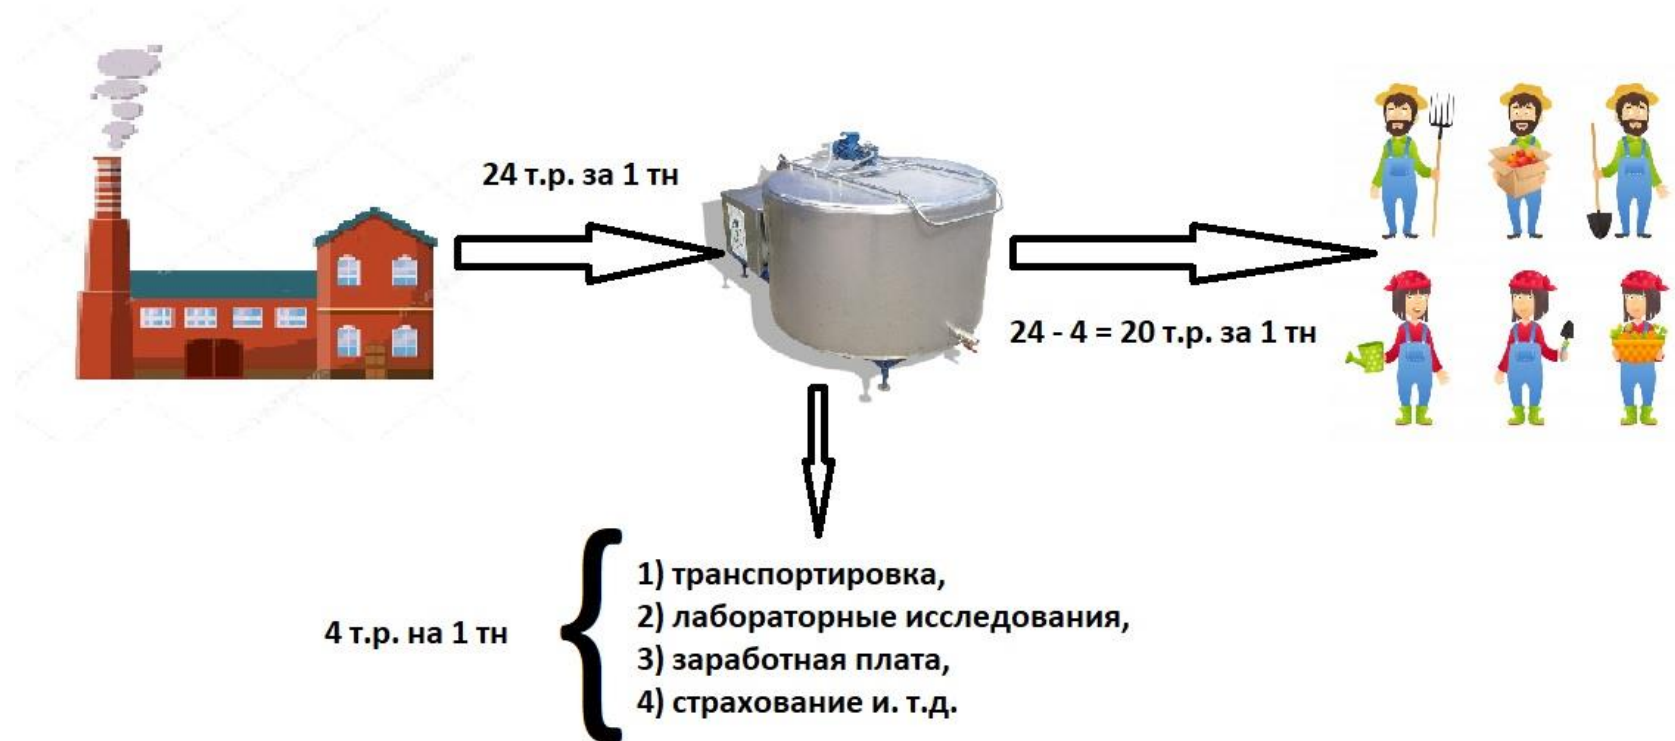 24 т.р. за 1 тн
24 - 4 = 20 т.р. за 1 тн
4 т.р. на 1 тн
1) транспортировка,
2) лабораторные исследования,
3) заработная плата,
4) страхование и. т.д.